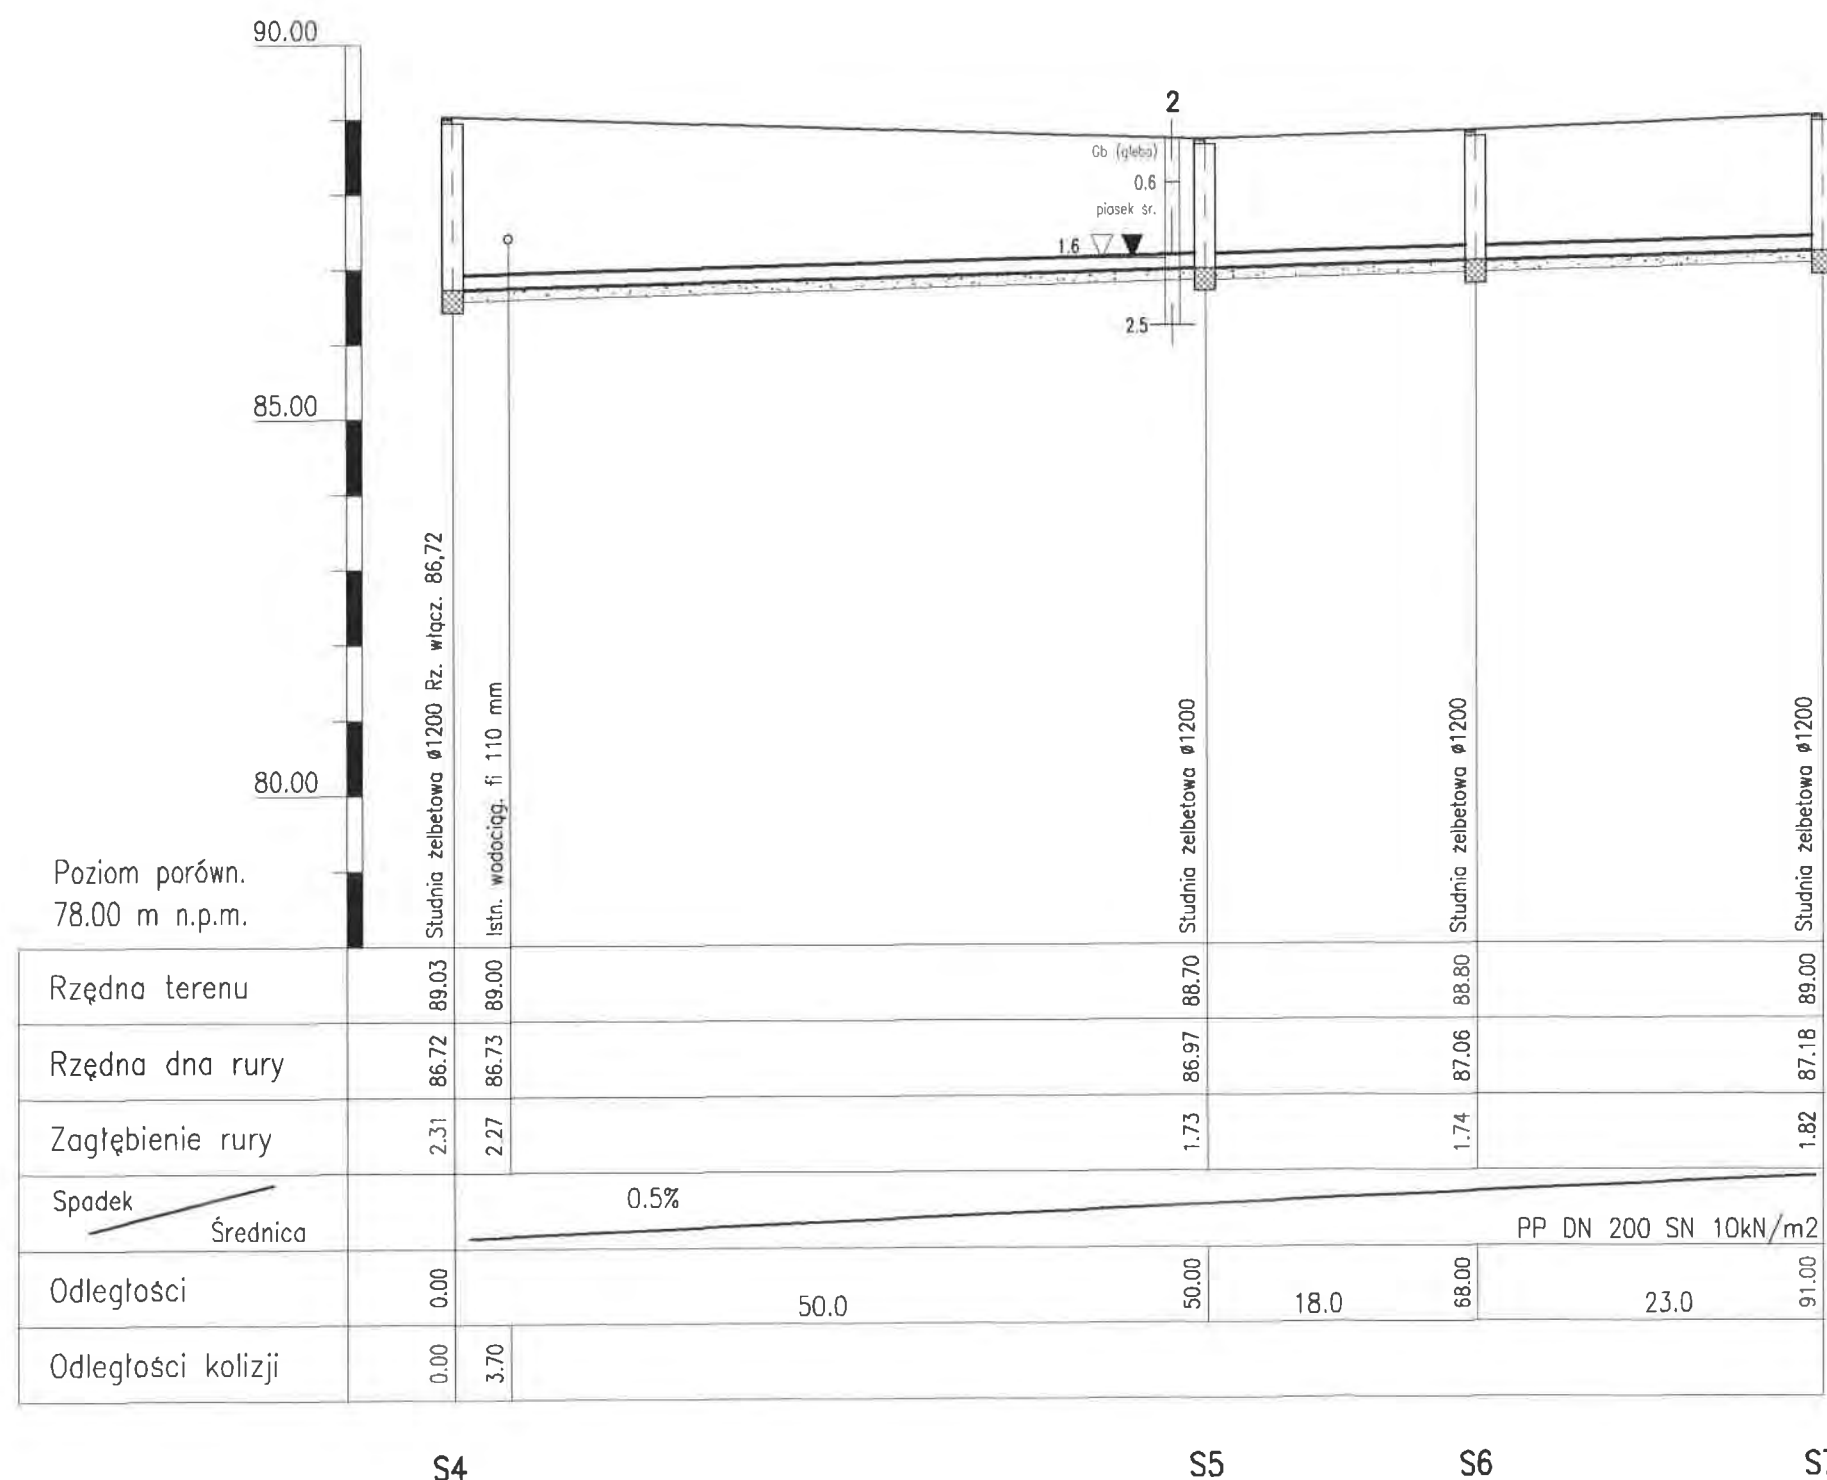 90.00
2
Gb (gleba)
0.6
piasek śr.
1.6
2.5
85.00
80.00
Studnia żelbetowa ø1200 Rz. włącz. 86,72
Istn. wodociąg. fi 110 mm
Studnia żelbetowa ø1200
Studnia żelbetowa ø1200
Studnia żelbetowa ø1200
Poziom porówn.
78.00 m n.p.m.
Rzędna terenu 89.03 89.00 88.70 88.80 89.00
Rzędna dna rury 86.72 86.73 86.97 87.06 87.18
Zagłębienie rury 2.31 2.27 1.73 1.74 1.82
Spadek 0.5%
Średnica PP DN 200 SN 10kN/m2
Odległości 0.00 50.0 50.00 18.0 68.00 23.0 91.00
Odległości kolizji 0.00 3.70
S4 S5 S6